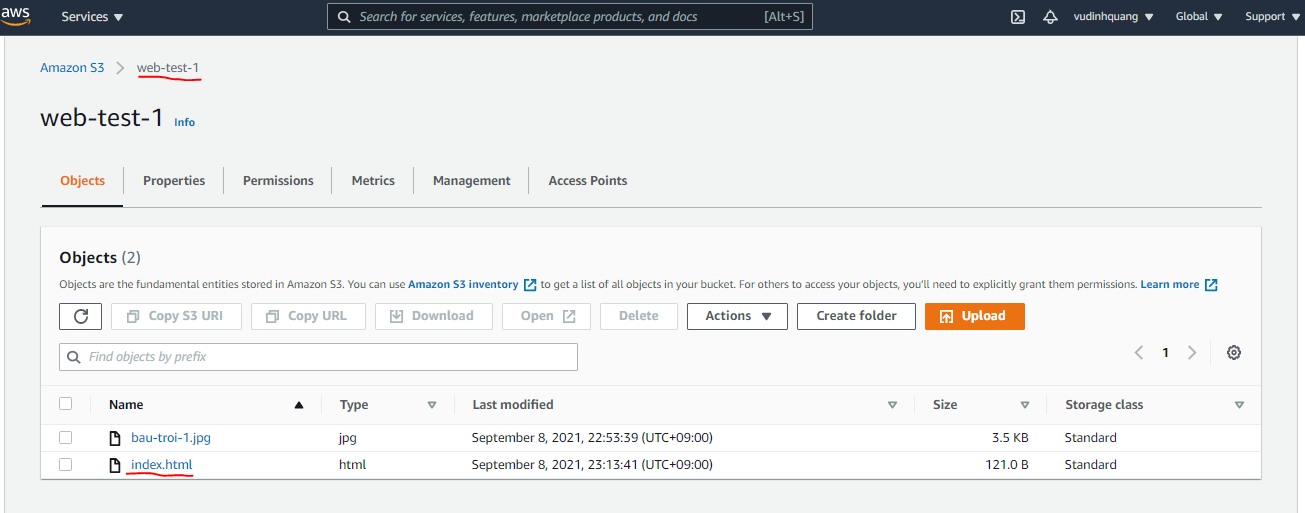 aws Services Search for services, features, marketplace products, and docs [Alt+S] vudinhquang Global Support
Amazon S3 web-test-1
web-test-1 Info
Objects Properties Permissions Metrics Management Access Points
Objects (2)
Objects are the fundamental entities stored in Amazon S3. You can use Amazon S3 inventory to get a list of all objects in your bucket. For others to access your objects, you'll need to explicitly grant them permissions. Learn more
Copy S3 URI Copy URL Download Open Delete Actions Create folder Upload
Find objects by prefix 1
Name Type Last modified Size Storage class
bau-troi-1.jpg jpg September 8, 2021, 22:53:39 (UTC+09:00) 3.5 KB Standard
index.html html September 8, 2021, 23:13:41 (UTC+09:00) 121.0 B Standard